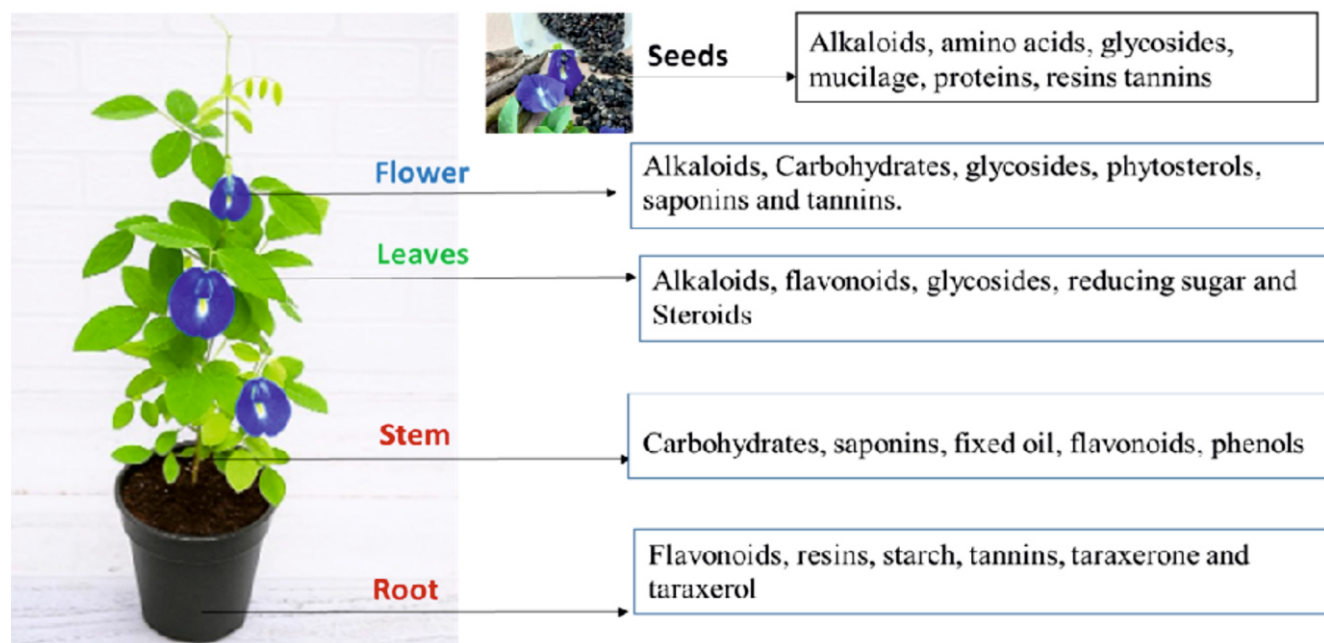 Seeds
Alkaloids, amino acids, glycosides,
mucilage, proteins, resins tannins
Flower
Alkaloids, Carbohydrates, glycosides, phytosterols,
saponins and tannins.
Leaves
Alkaloids, flavonoids, glycosides, reducing sugar and
Steroids
Stem
Carbohydrates, saponins, fixed oil, flavonoids, phenols
Root
Flavonoids, resins, starch, tannins, taraxerone and
taraxerol